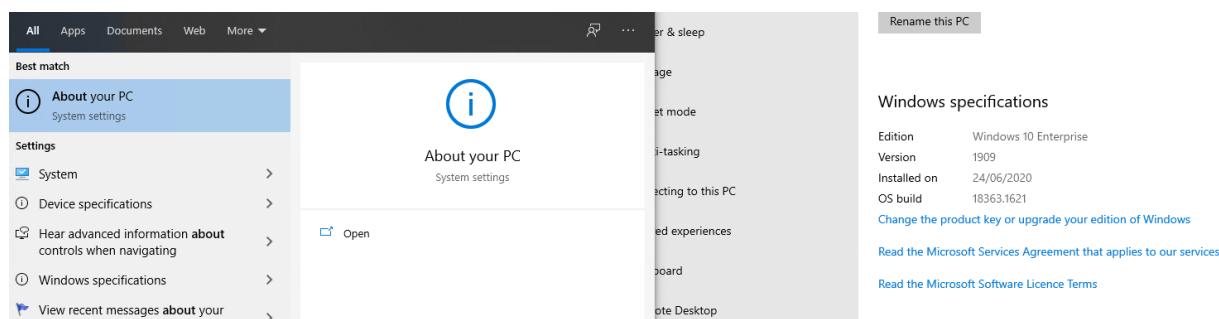 All Apps Documents Web More
Best match
About your PC
System settings
Settings
System
Device specifications
Hear advanced information about
controls when navigating
Windows specifications
View recent messages about your
About your PC
System settings
Open
er & sleep
age
et mode
i-tasking
ecting to this PC
ed experiences
board
ote Desktop
Rename this PC
Windows specifications
Edition Windows 10 Enterprise
Version 1909
Installed on 24/06/2020
OS build 18363.1621
Change the product key or upgrade your edition of Windows
Read the Microsoft Services Agreement that applies to our services
Read the Microsoft Software Licence Terms